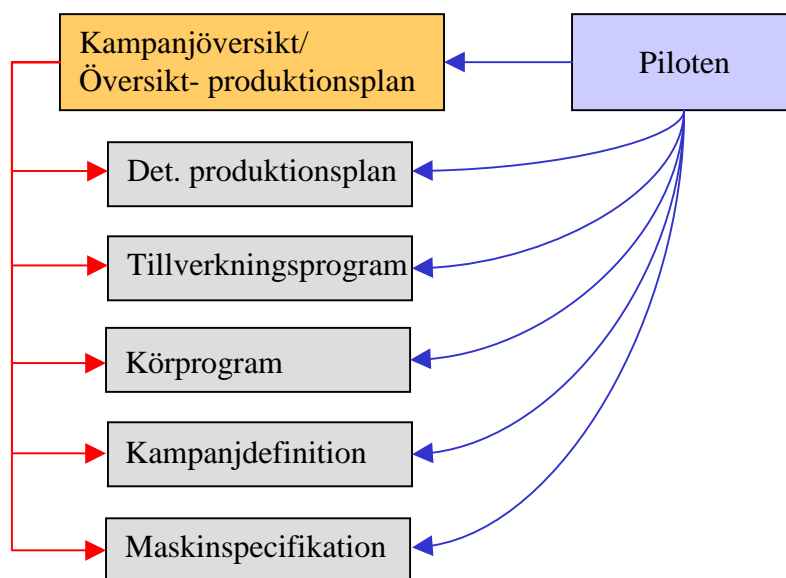 Kampanjöversikt/
Översikt- produktionsplan
Piloten
Det. produktionsplan
Tillverkningsprogram
Körprogram
Kampanjdefinition
Maskinspecifikation